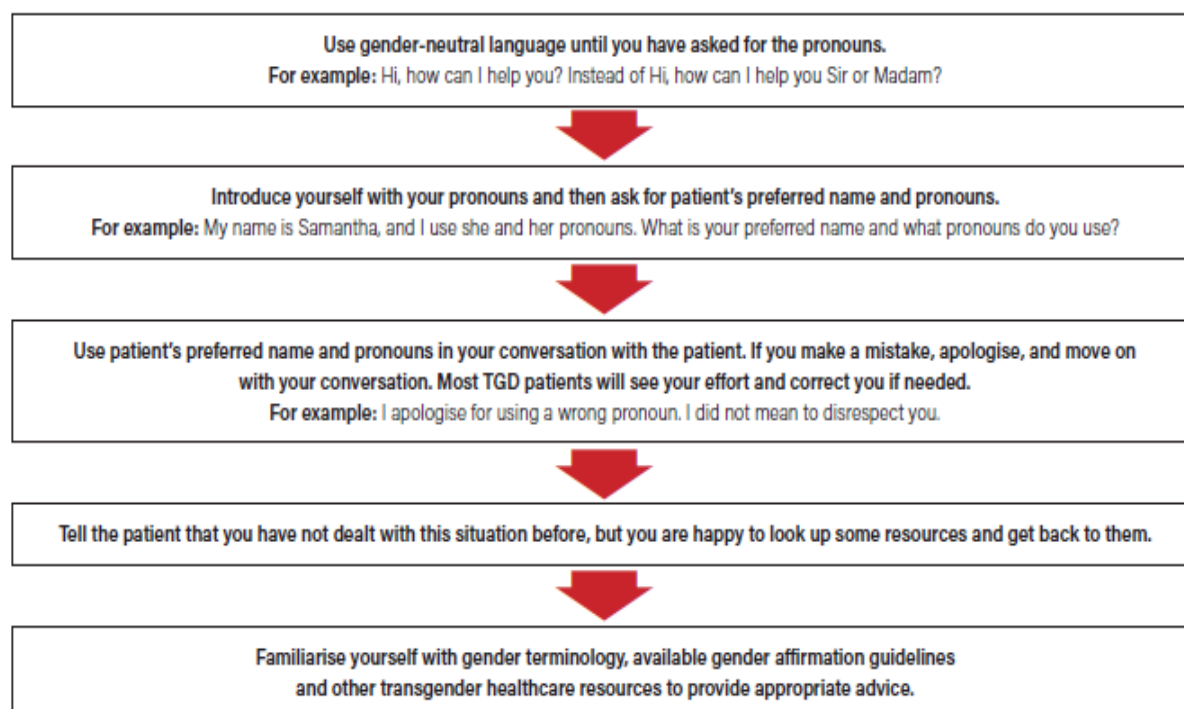 Use gender-neutral language until you have asked for the pronouns.
For example: Hi, how can I help you? Instead of Hi, how can I help you Sir or Madam?
Introduce yourself with your pronouns and then ask for patient's preferred name and pronouns.
For example: My name is Samantha, and I use she and her pronouns. What is your preferred name and what pronouns do you use?
Use patient's preferred name and pronouns in your conversation with the patient. If you make a mistake, apologise, and move on
with your conversation. Most TGD patients will see your effort and correct you if needed.
For example: I apologise for using a wrong pronoun. I did not mean to disrespect you.
Tell the patient that you have not dealt with this situation before, but you are happy to look up some resources and get back to them.
Familiarise yourself with gender terminology, available gender affirmation guidelines
and other transgender healthcare resources to provide appropriate advice.